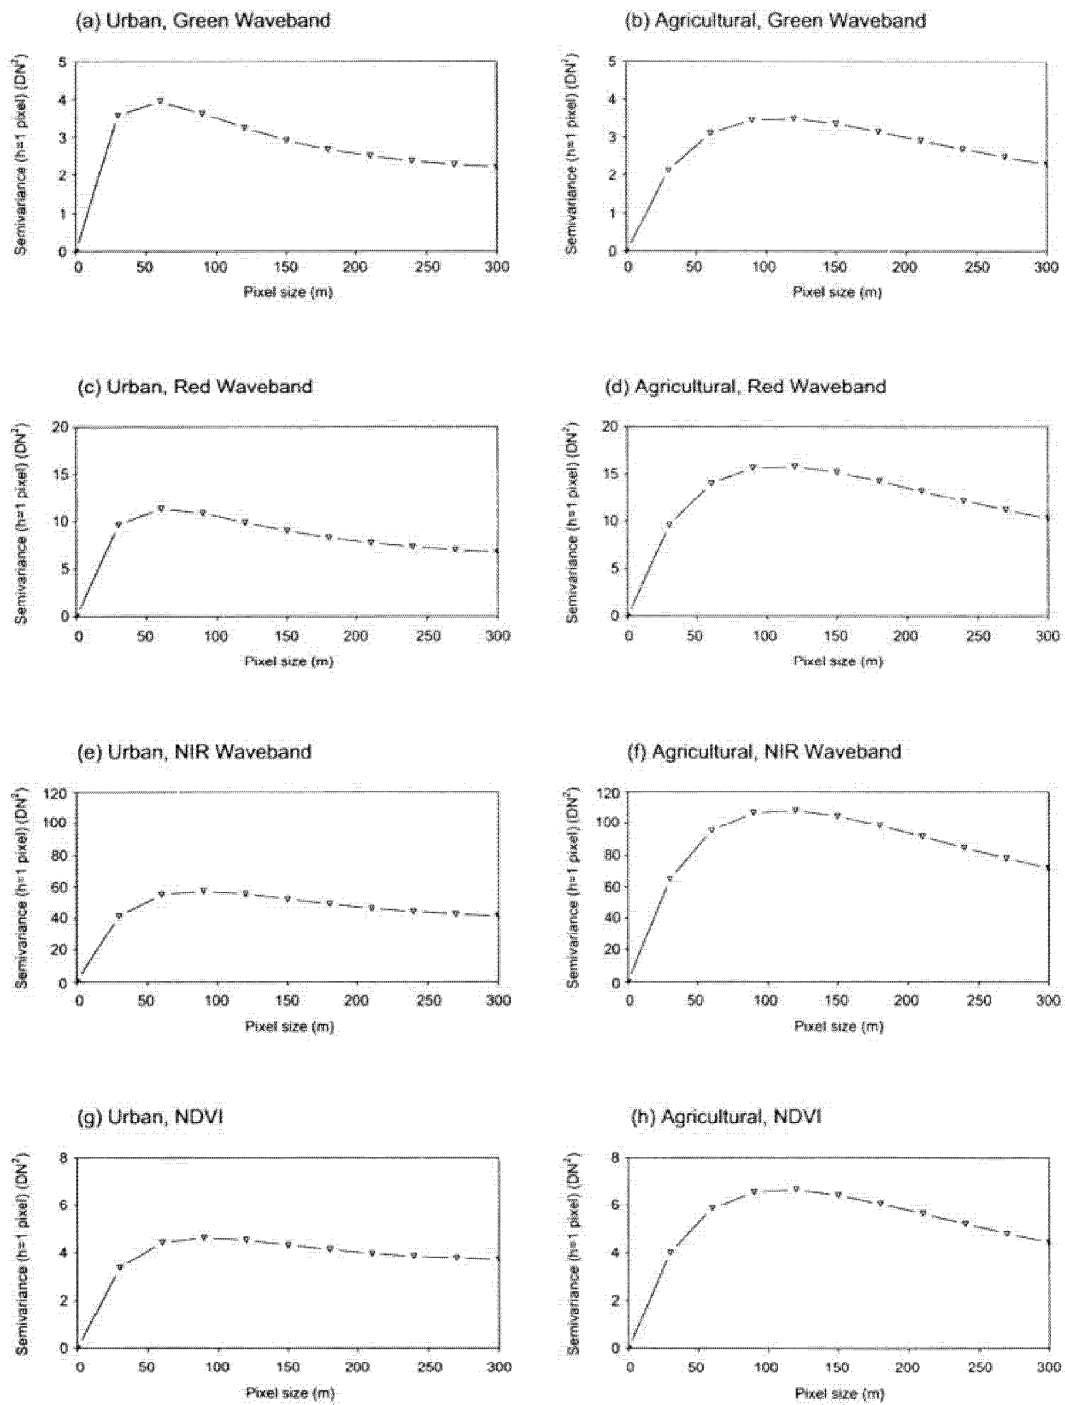 (a) Urban, Green Waveband
Semivariance (h=1 pixel) (DN²)
5
4
3
2
1
0
0 50 100 150 200 250 300
Pixel size (m)
(b) Agricultural, Green Waveband
Semivariance (h=1 pixel) (DN²)
5
4
3
2
1
0
0 50 100 150 200 250 300
Pixel size (m)
(c) Urban, Red Waveband
Semivariance (h=1 pixel) (DN²)
20
15
10
5
0
0 50 100 150 200 250 300
Pixel size (m)
(d) Agricultural, Red Waveband
Semivariance (h=1 pixel) (DN²)
20
15
10
5
0
0 50 100 150 200 250 300
Pixel size (m)
(e) Urban, NIR Waveband
Semivariance (h=1 pixel) (DN²)
120
100
80
60
40
20
0
0 50 100 150 200 250 300
Pixel size (m)
(f) Agricultural, NIR Waveband
Semivariance (h=1 pixel) (DN²)
120
100
80
60
40
20
0
0 50 100 150 200 250 300
Pixel size (m)
(g) Urban, NDVI
Semivariance (h=1 pixel) (DN²)
8
6
4
2
0
0 50 100 150 200 250 300
Pixel size (m)
(h) Agricultural, NDVI
Semivariance (h=1 pixel) (DN²)
8
6
4
2
0
0 50 100 150 200 250 300
Pixel size (m)